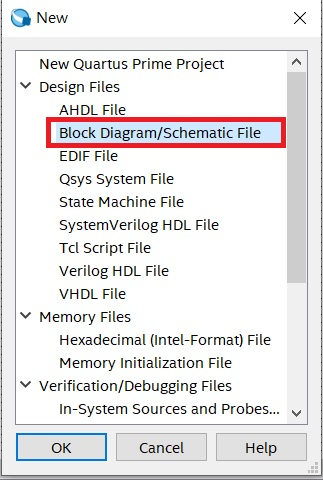 New
New Quartus Prime Project
Design Files
AHDL File
Block Diagram/Schematic File
EDIF File
Qsys System File
State Machine File
SystemVerilog HDL File
Tcl Script File
Verilog HDL File
VHDL File
Memory Files
Hexadecimal (Intel-Format) File
Memory Initialization File
Verification/Debugging Files
In-System Sources and Probes...
OK Cancel Help